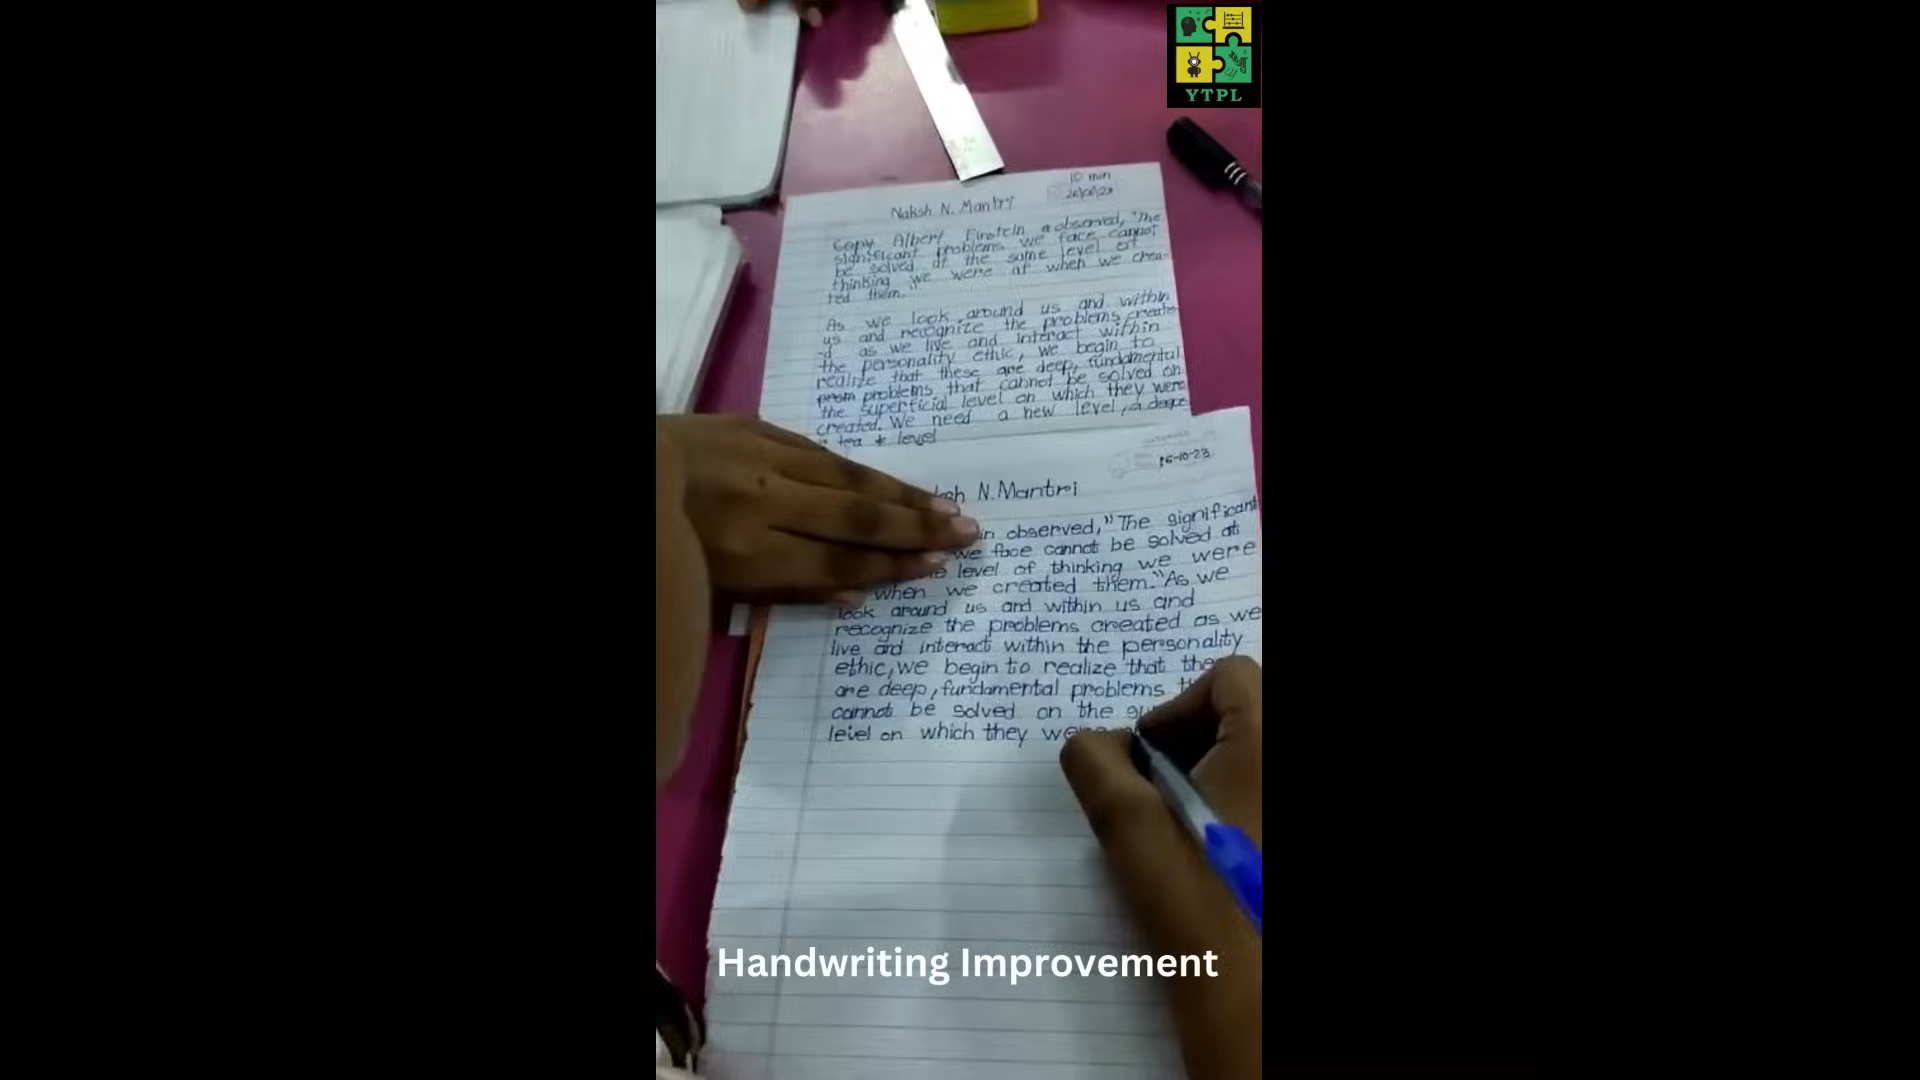 YTPL
10 min
Naksh N. Mantri
Copy Albert Einstein observed, "The
significant problems we face cannot
be solved at the same level of
thinking we were at when we crea-
ted them."
As we look around us and within
us and recognize the problems create-
-d as we live and interact within
the personality ethic, we begin to
realize that these are deep, fundamental
problems that cannot be solved on
the superficial level on which they were
created. We need a new level, a deepe
level
16-10-23
ksh N. Mantri
in observed, "The significant
we face cannot be solved at
level of thinking we were
when we created them." As we
look around us and within us and
recognize the problems created as we
live and interact within the personality
ethic, we begin to realize that the
are deep, fundamental problems
cannot be solved on the
level on which they were
Handwriting Improvement